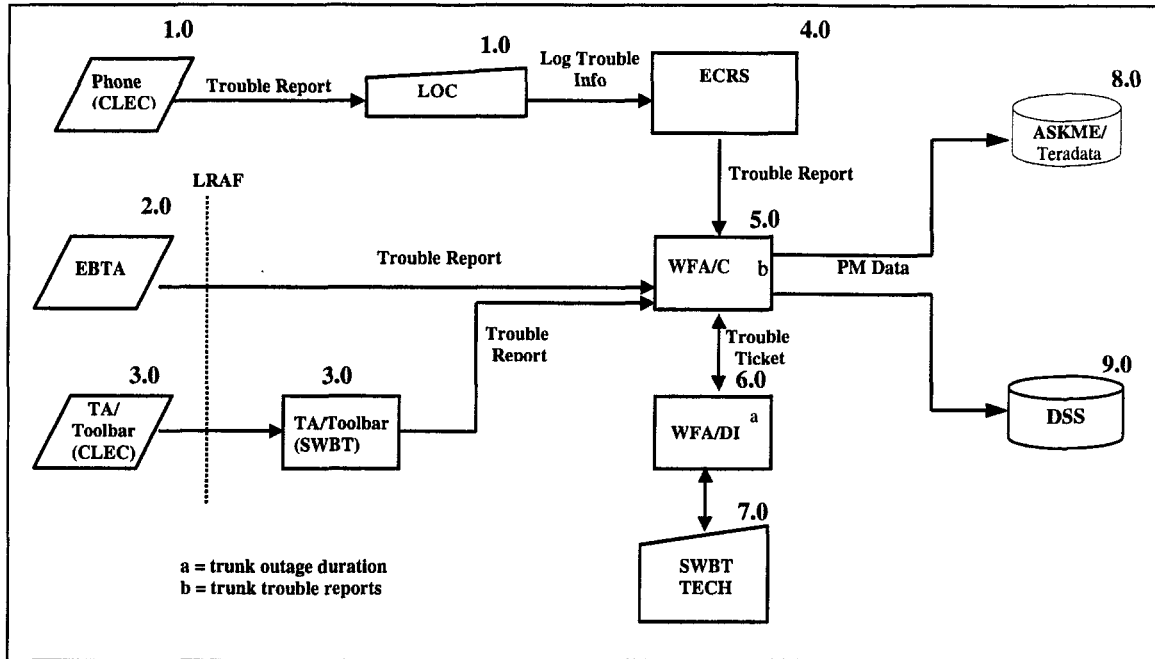 1.0
1.0
4.0
Phone
(CLEC)
Trouble Report
LOC
Log Trouble
Info
ECRS
8.0
ASKME/
Teradata
LRAF
Trouble Report
2.0
5.0
EBTA
Trouble Report
WFA/C
b
PM Data
Trouble
Report
Trouble
Ticket
3.0
3.0
6.0
9.0
TA/
Toolbar
(CLEC)
TA/Toolbar
(SWBT)
WFA/DI
a
DSS
7.0
SWBT
TECH
a = trunk outage duration
b = trunk trouble reports